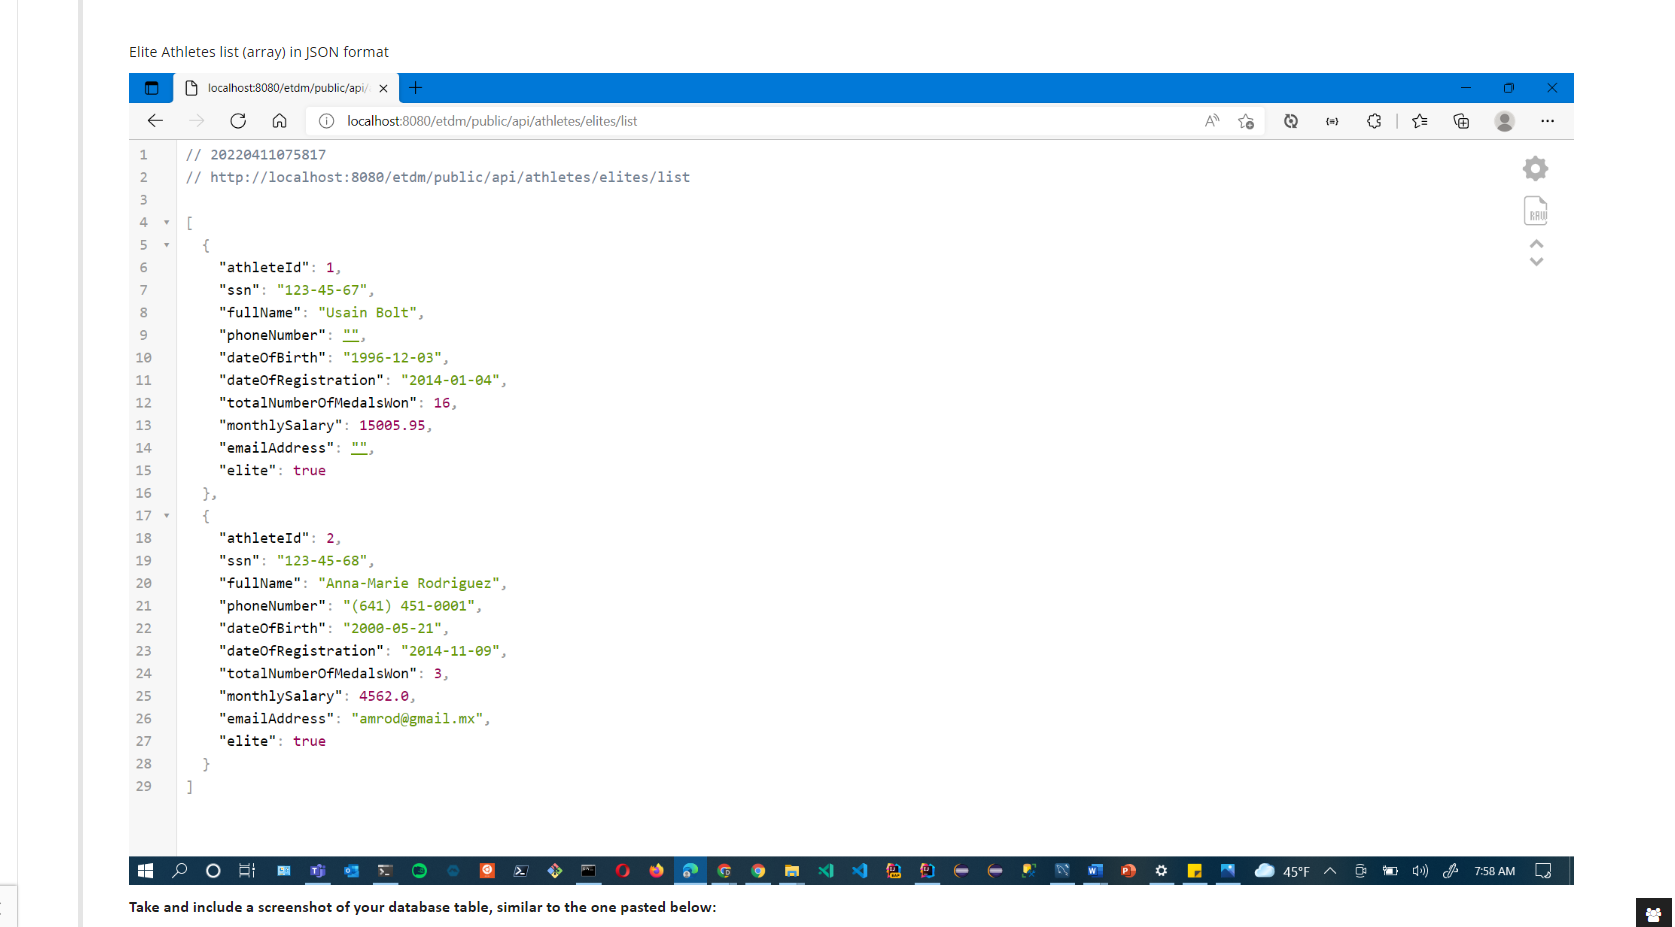 Elite Athletes list (array) in JSON format
localhost:8080/etdm/public/api/
localhost:8080/etdm/public/api/athletes/elites/list
1 // 20220411075817
2 // http://localhost:8080/etdm/public/api/athletes/elites/list
3
4 [
5 {
6 "athleteId": 1,
7 "ssn": "123-45-67",
8 "fullName": "Usain Bolt",
9 "phoneNumber": "",
10 "dateOfBirth": "1996-12-03",
11 "dateOfRegistration": "2014-01-04",
12 "totalNumberOfMedalsWon": 16,
13 "monthlySalary": 15005.95,
14 "emailAddress": "",
15 "elite": true
16 },
17 {
18 "athleteId": 2,
19 "ssn": "123-45-68",
20 "fullName": "Anna-Marie Rodriguez",
21 "phoneNumber": "(641) 451-0001",
22 "dateOfBirth": "2000-05-21",
23 "dateOfRegistration": "2014-11-09",
24 "totalNumberOfMedalsWon": 3,
25 "monthlySalary": 4562.0,
26 "emailAddress": "amrod@gmail.mx",
27 "elite": true
28 }
29 ]
RAW
45°F 7:58 AM
Take and include a screenshot of your database table, similar to the one pasted below: